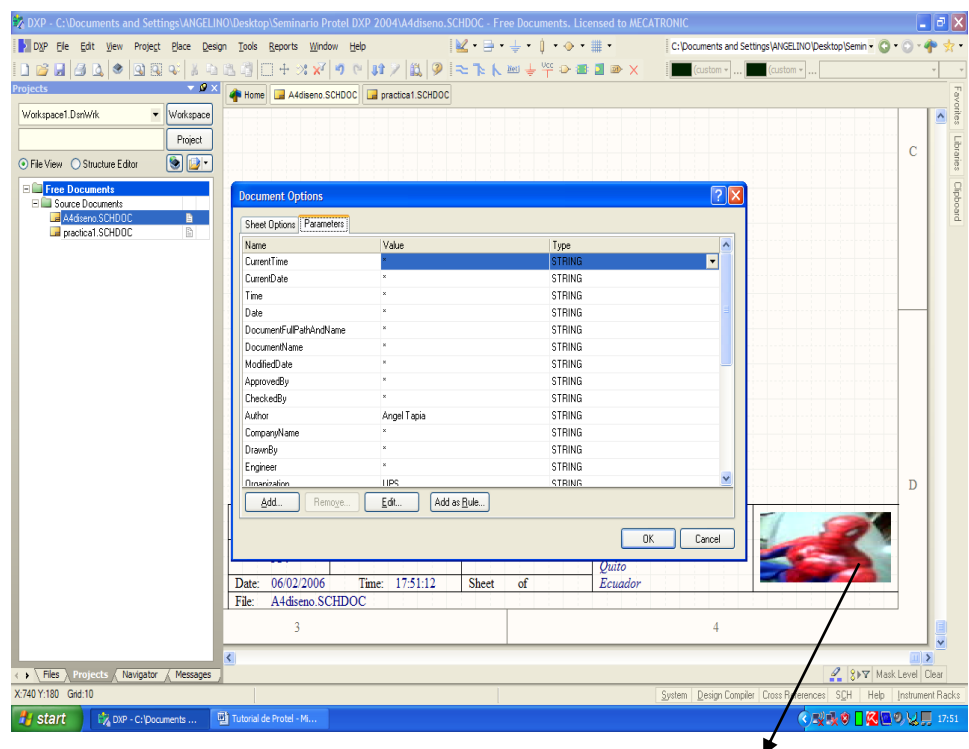 DXP - C:\Documents and Settings\ANGELINO\Desktop\Seminario Protel DXP 2004\A4diseno.SCHDOC - Free Documents. Licensed to MECATRONIC
DXP File Edit View Project Place Design Tools Reports Window Help C:\Documents and Settings\ANGELINO\Desktop\Semin
(custom ... (custom ...
Projects
Home A4diseno.SCHDOC practica1.SCHDOC
Favorites
Libraries
Clipboard
Workspace1.DsnWrk Workspace
Project
File View Structure Editor
Free Documents
Source Documents
A4diseno.SCHDOC
practica1.SCHDOC
C
Document Options
Sheet Options Parameters
Name Value Type
CurrentTime * STRING
CurrentDate * STRING
Time * STRING
Date * STRING
DocumentFullPathAndName * STRING
DocumentName * STRING
ModifiedDate * STRING
ApprovedBy * STRING
CheckedBy * STRING
Author Angel Tapia STRING
CompanyName * STRING
DrawnBy * STRING
Engineer * STRING
Organization UPS STRING
Add... Remove... Edit... Add as Rule...
OK Cancel
D
Quito
Date: 06/02/2006 Time: 17:51:12 Sheet of Ecuador
File: A4diseno.SCHDOC
3 4
Files Projects Navigator Messages
Mask Level Clear
X:740 Y:180 Grid:10
System Design Compiler Cross References SCH Help Instrument Racks
start DXP - C:\Documents ... Tutorial de Protel - Mi... 17:51